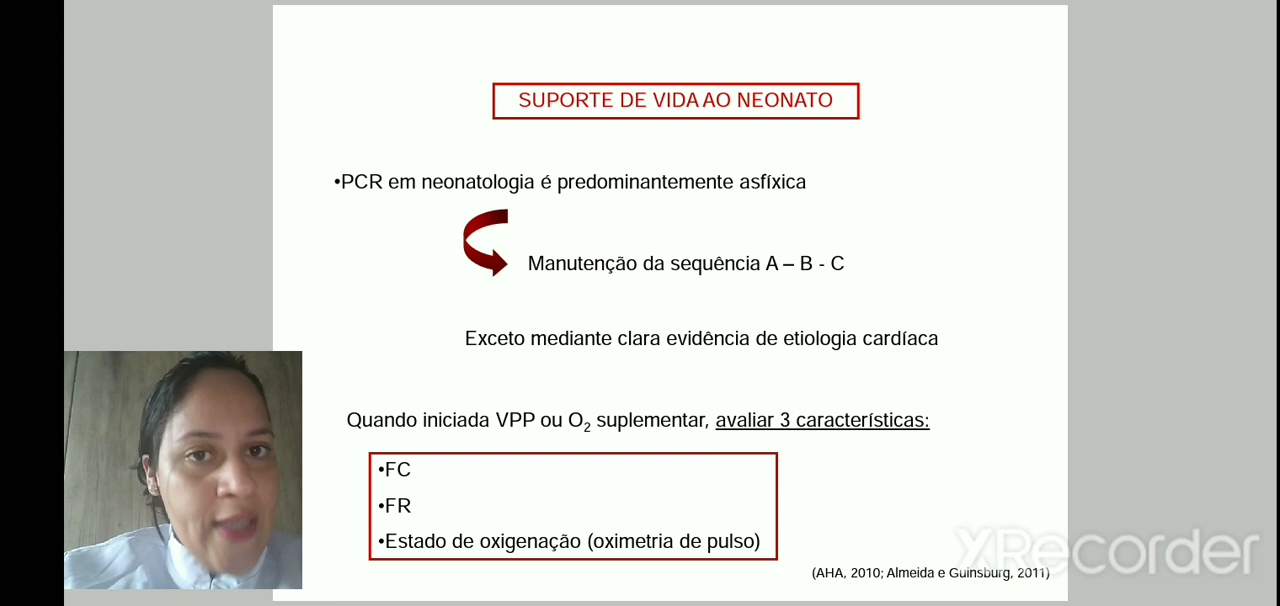 SUPORTE DE VIDA AO NEONATO
•PCR em neonatologia é predominantemente asfíxica
Manutenção da sequência A – B - C
Exceto mediante clara evidência de etiologia cardíaca
Quando iniciada VPP ou O₂ suplementar, avaliar 3 características:
•FC
•FR
•Estado de oxigenação (oximetria de pulso)
XRecorder
(AHA, 2010; Almeida e Guinsburg, 2011)